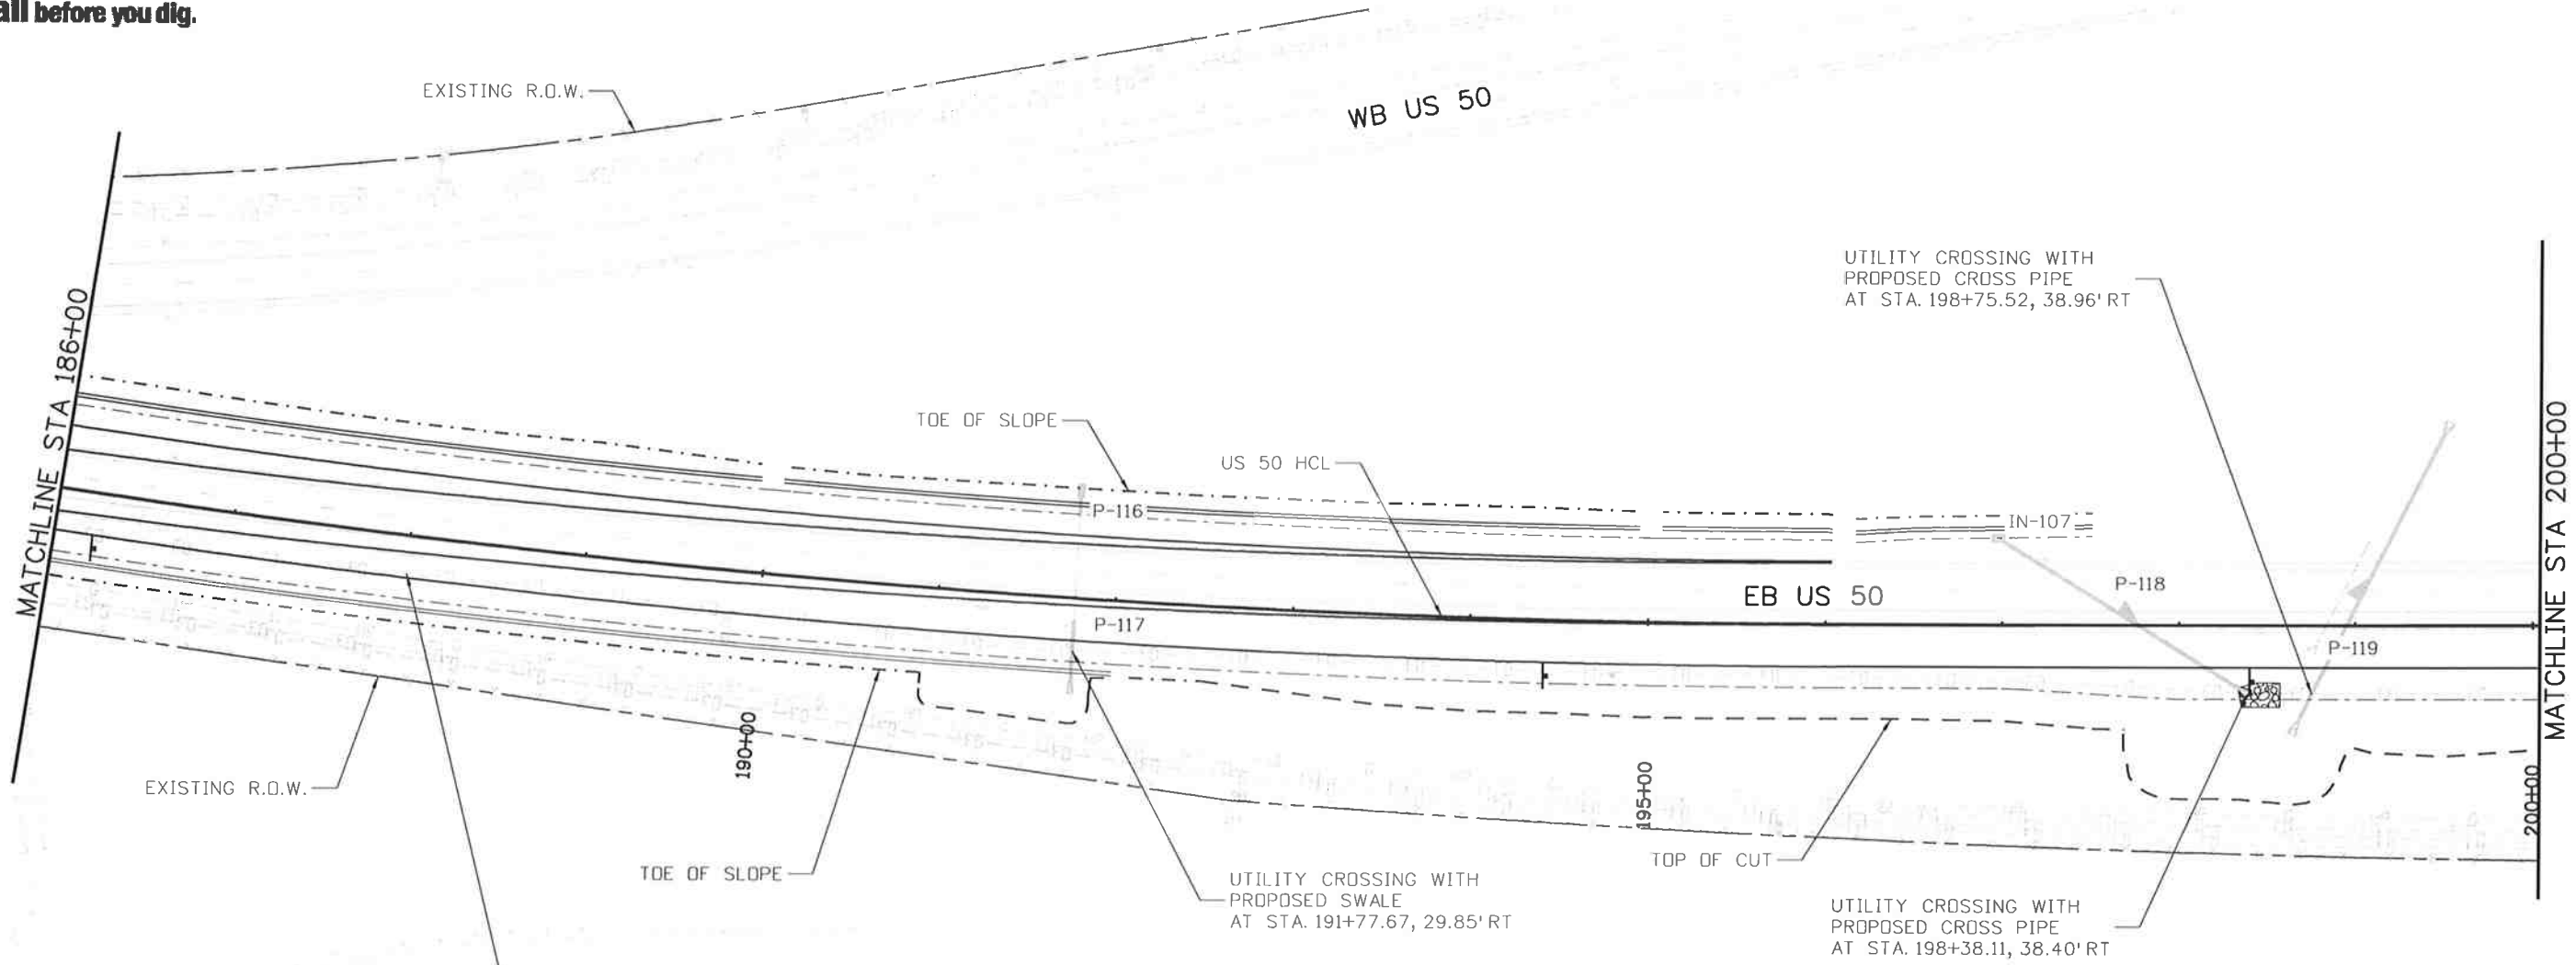 all before you dig.
EXISTING R.O.W.
WB US 50
UTILITY CROSSING WITH
PROPOSED CROSS PIPE
AT STA. 198+75.52, 38.96' RT
MATCHLINE STA 186+00
TOE OF SLOPE
US 50 HCL
P-116
IN-107
P-118
EB US 50
P-117
P-119
MATCHLINE STA 200+00
190+00
EXISTING R.O.W.
195+00
200+00
TOE OF SLOPE
TOP OF CUT
UTILITY CROSSING WITH
PROPOSED SWALE
AT STA. 191+77.67, 29.85' RT
UTILITY CROSSING WITH
PROPOSED CROSS PIPE
AT STA. 198+38.11, 38.40' RT